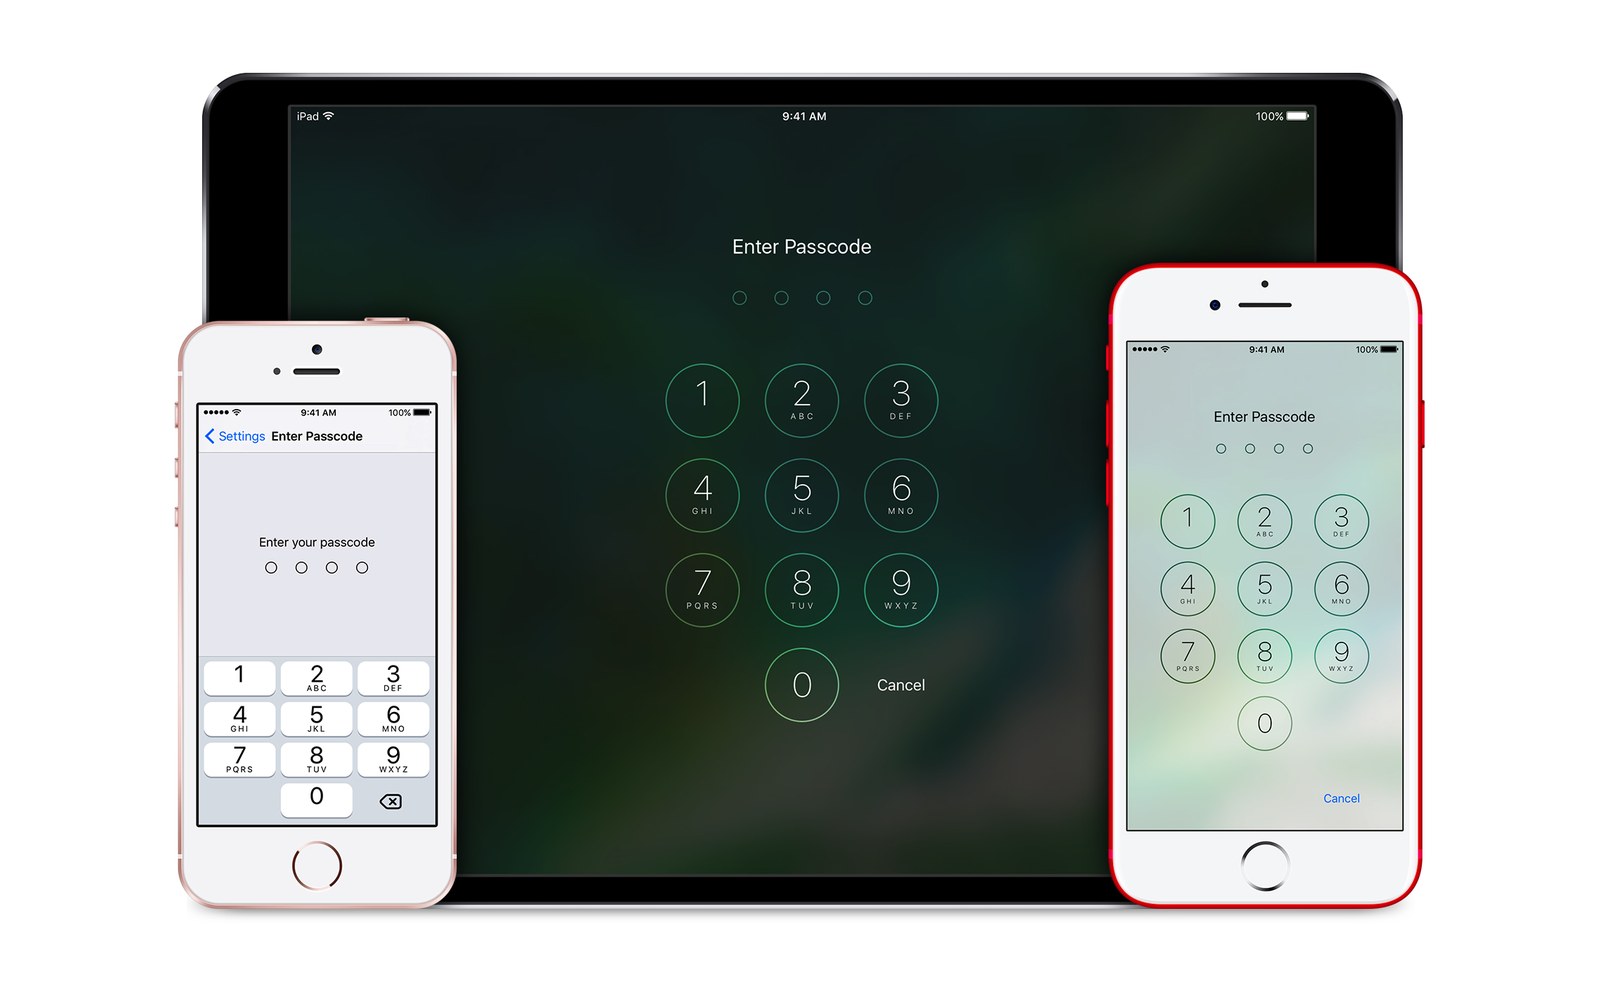 iPad 9:41 AM 100%
Enter Passcode
1 2 3
ABC DEF
4 5 6
GHI JKL MNO
7 8 9
PQRS TUV WXYZ
0 Cancel
9:41 AM 100%
Settings Enter Passcode
Enter your passcode
1 2 3
ABC DEF
4 5 6
GHI JKL MNO
7 8 9
PQRS TUV WXYZ
0
9:41 AM 100%
Enter Passcode
1 2 3
ABC DEF
4 5 6
GHI JKL MNO
7 8 9
PQRS TUV WXYZ
0
Cancel